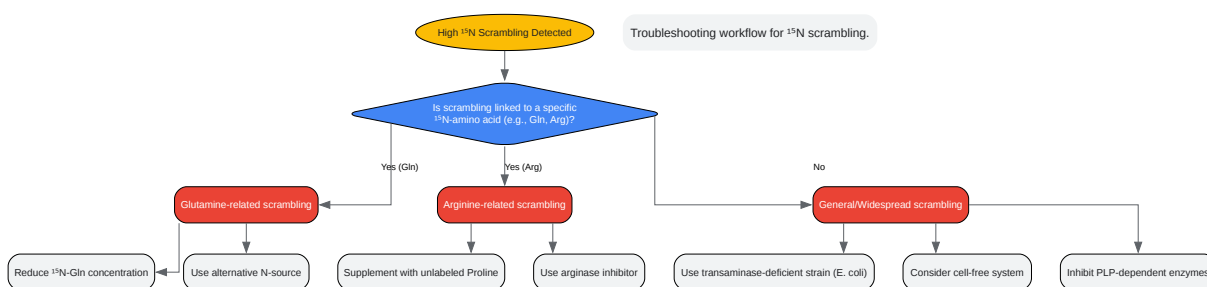 High ¹⁵N Scrambling Detected
Troubleshooting workflow for ¹⁵N scrambling.
Is scrambling linked to a specific
¹⁵N-amino acid (e.g., Gln, Arg)?
Yes (Gln)
Yes (Arg)
No
Glutamine-related scrambling
Arginine-related scrambling
General/Widespread scrambling
Reduce ¹⁵N-Gln concentration
Use alternative N-source
Supplement with unlabeled Proline
Use arginase inhibitor
Use transaminase-deficient strain (E. coli)
Consider cell-free system
Inhibit PLP-dependent enzymes